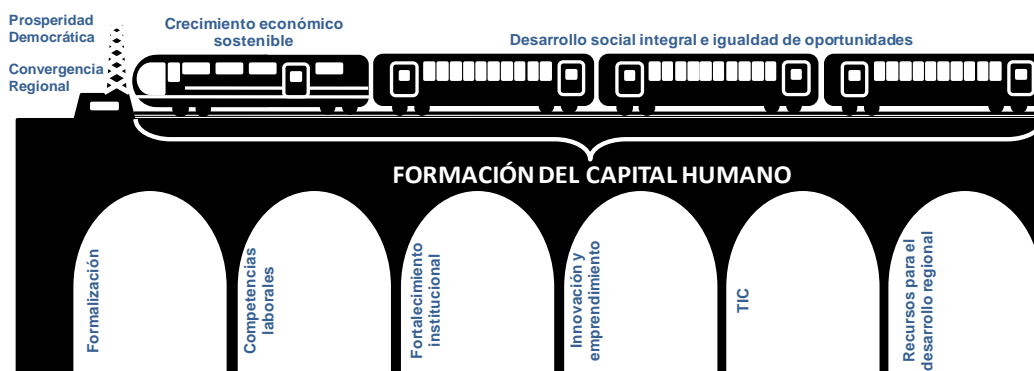 Prosperidad
Democrática
Convergencia
Regional
Crecimiento económico
sostenible
Desarrollo social integral e igualdad de oportunidades
FORMACIÓN DEL CAPITAL HUMANO
Formalización
Competencias
laborales
Fortalecimiento
institucional
Innovación y
emprendimiento
TIC
Recursos para el
desarrollo regional